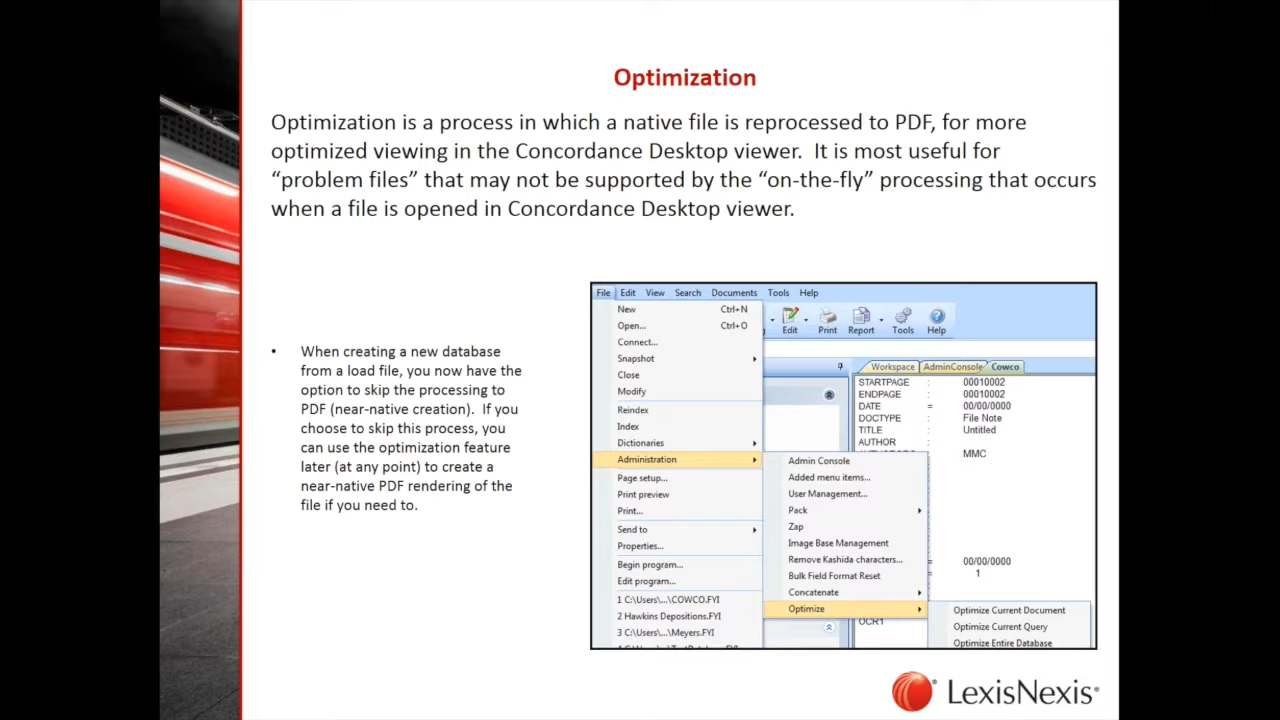 Optimization
Optimization is a process in which a native file is reprocessed to PDF, for more
optimized viewing in the Concordance Desktop viewer.  It is most useful for
“problem files” that may not be supported by the “on-the-fly” processing that occurs
when a file is opened in Concordance Desktop viewer.
• When creating a new database
from a load file, you now have the
option to skip the processing to
PDF (near-native creation).  If you
choose to skip this process, you
can use the optimization feature
later (at any point) to create a
near-native PDF rendering of the
file if you need to.
File Edit View Search Documents Tools Help
New Ctrl+N
Open... Ctrl+O
Connect...
Snapshot
Close
Modify
Reindex
Index
Dictionaries
Administration
Page setup...
Print preview
Print...
Send to
Properties...
Begin program...
Edit program...
1 C:\Users\...\COWCO.FYI
2 Hawkins Depositions.FYI
3 C:\Users\...\Meyers.FYI
Edit Print Report Tools Help
Workspace AdminConsole Cowco
STARTPAGE : 00010002
ENDPAGE : 00010002
DATE = 00/00/0000
DOCTYPE : File Note
TITLE : Untitled
AUTHOR :
MMC
Admin Console
Added menu items...
User Management...
Pack
Zap
Image Base Management
Remove Kashida characters...
Bulk Field Format Reset
Concatenate
Optimize
= 00/00/0000
= 1
OCR1
Optimize Current Document
Optimize Current Query
Optimize Entire Database
LexisNexis®